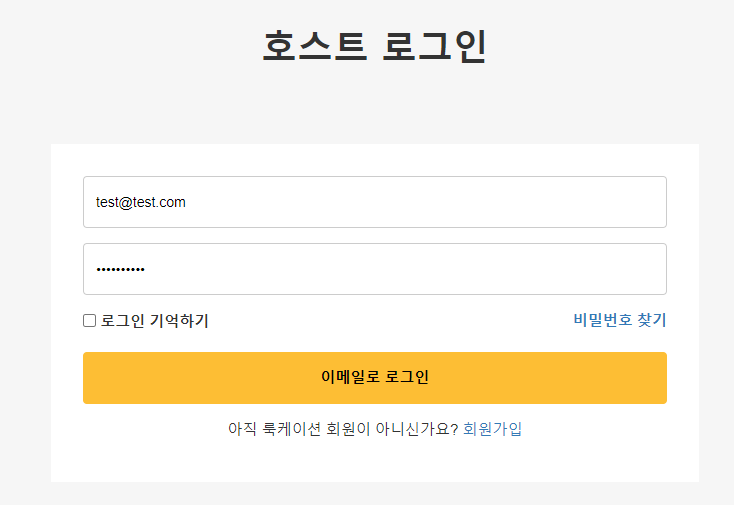 호스트 로그인
test@test.com
••••••••••
로그인 기억하기
비밀번호 찾기
이메일로 로그인
아직 룩케이션 회원이 아니신가요? 회원가입